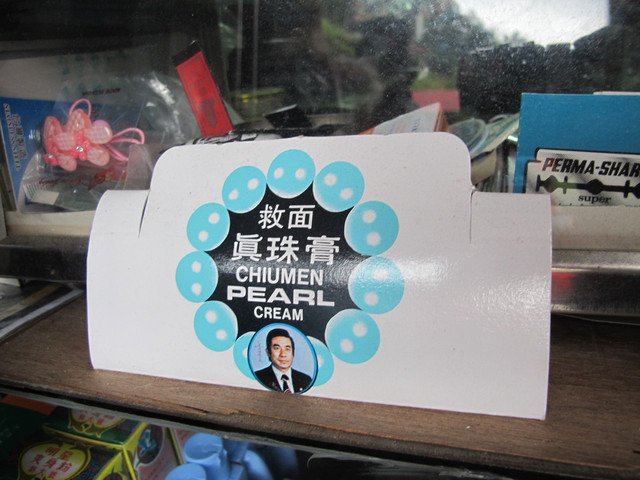 救面
眞珠膏
CHIUMEN
PEARL
CREAM
PERMA-SHAR
super